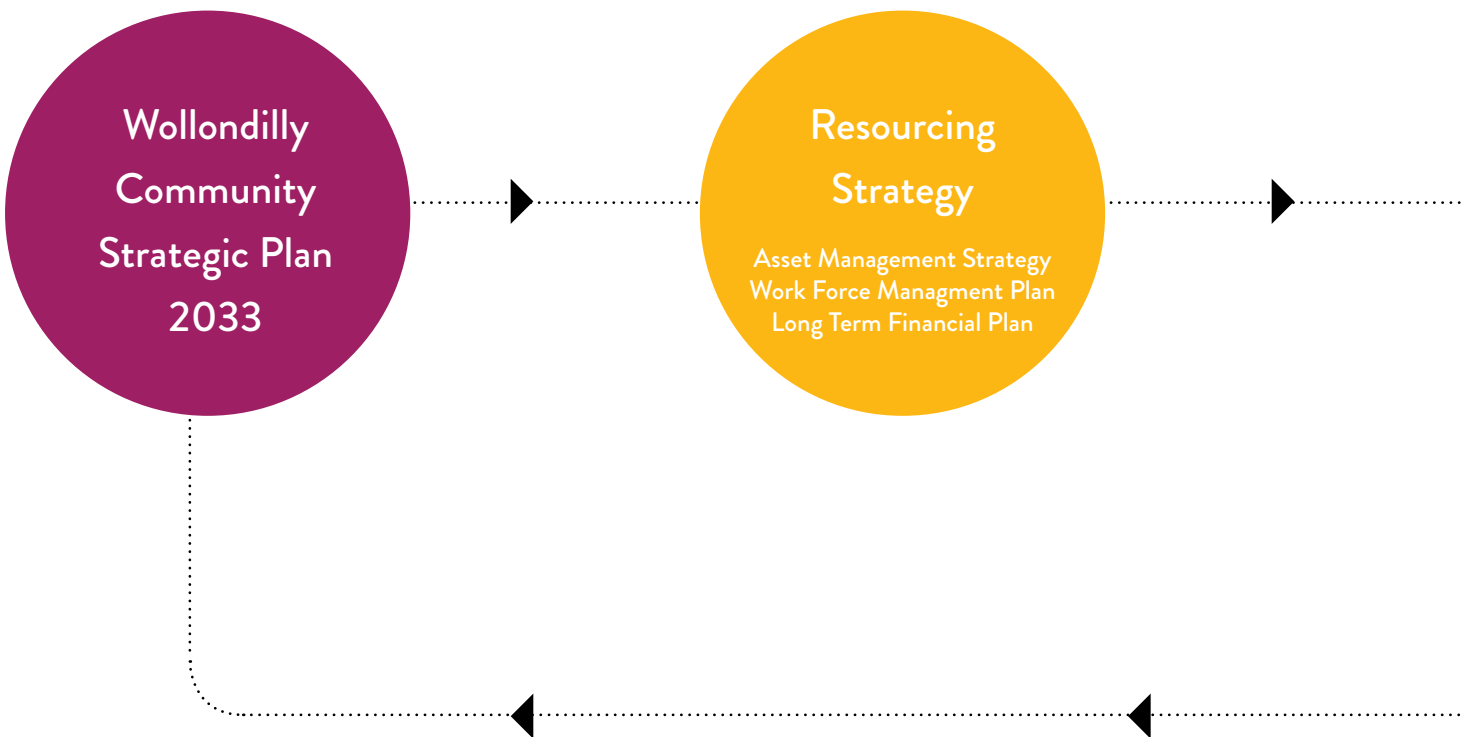 Wollondilly
Community
Strategic Plan
2033
Resourcing
Strategy
Asset Management Strategy
Work Force Managment Plan
Long Term Financial Plan